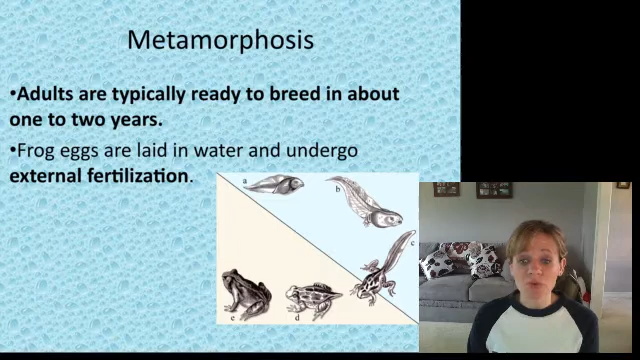 Metamorphosis
•Adults are typically ready to breed in about
one to two years.
•Frog eggs are laid in water and undergo
external fertilization.
a
b
c
d
e